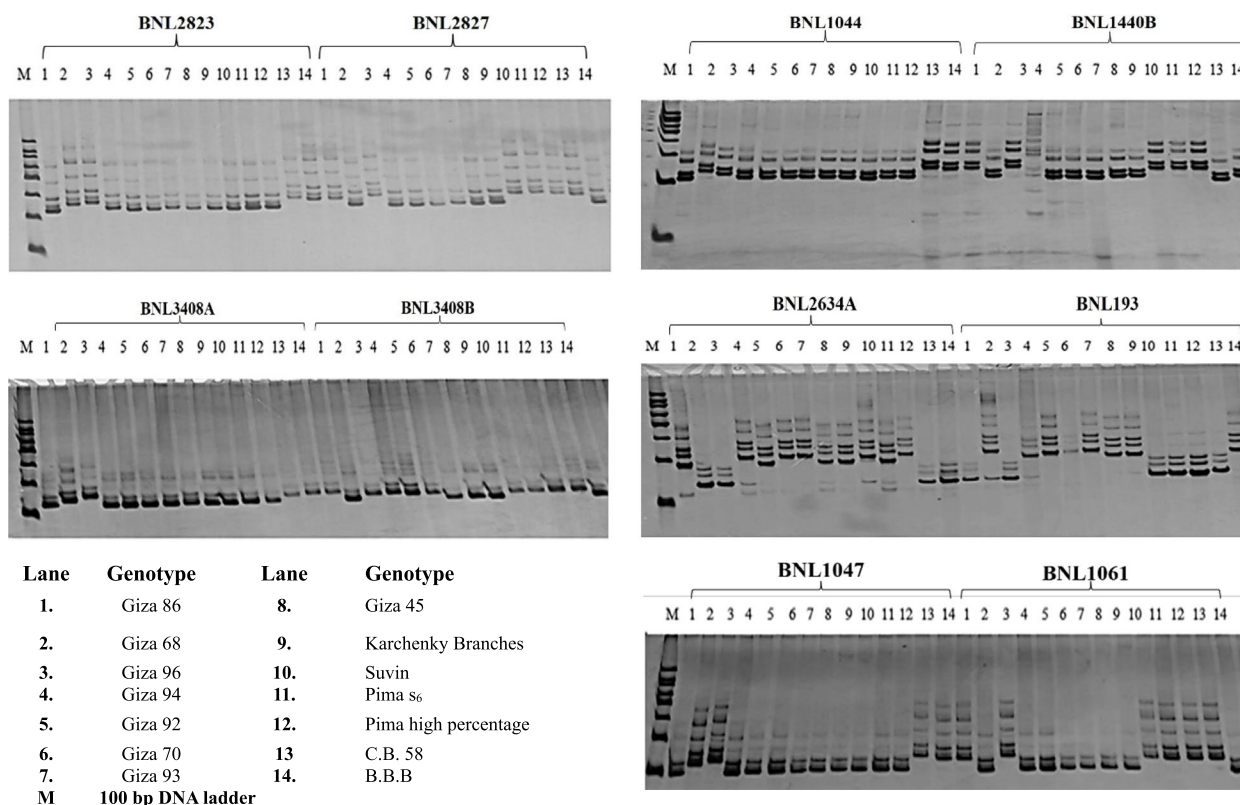 BNL2823 BNL2827
M 1 2 3 4 5 6 7 8 9 10 11 12 13 14 1 2 3 4 5 6 7 8 9 10 11 12 13 14
BNL1044 BNL1440B
M 1 2 3 4 5 6 7 8 9 10 11 12 13 14 1 2 3 4 5 6 7 8 9 10 11 12 13 14
BNL3408A BNL3408B
M 1 2 3 4 5 6 7 8 9 10 11 12 13 14 1 2 3 4 5 6 7 8 9 10 11 12 13 14
BNL2634A BNL193
M 1 2 3 4 5 6 7 8 9 10 11 12 13 14 1 2 3 4 5 6 7 8 9 10 11 12 13 14
Lane Genotype Lane Genotype
1. Giza 86 8. Giza 45
2. Giza 68 9. Karchenky Branches
3. Giza 96 10. Suvin
4. Giza 94 11. Pima s₆
5. Giza 92 12. Pima high percentage
6. Giza 70 13 C.B. 58
7. Giza 93 14. B.B.B
M 100 bp DNA ladder
BNL1047 BNL1061
M 1 2 3 4 5 6 7 8 9 10 11 12 13 14 1 2 3 4 5 6 7 8 9 10 11 12 13 14